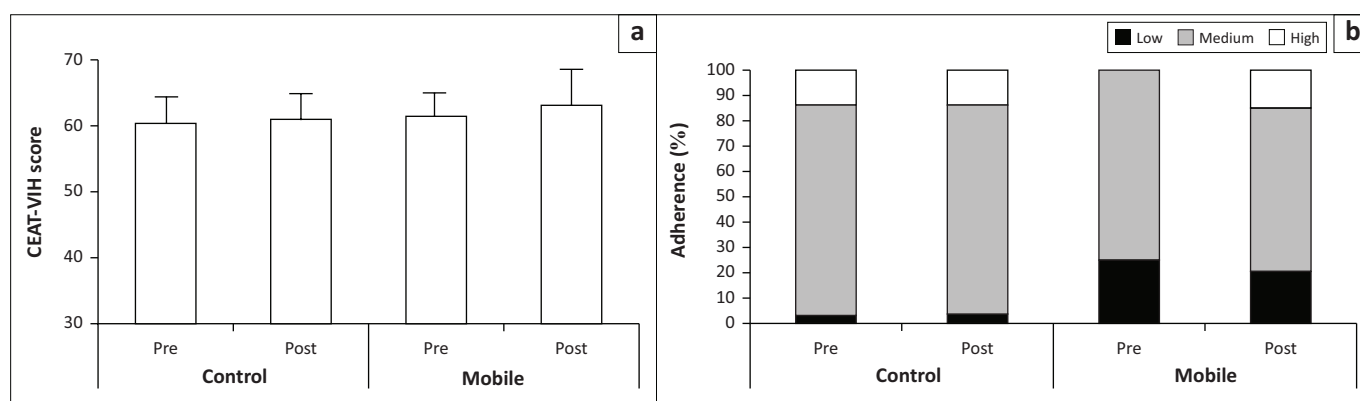 a
70
60
50
40
30
CEAT-VIH score
Pre
Post
Pre
Post
Control
Mobile
b
Low
Medium
High
100
90
80
70
60
50
40
30
20
10
0
Adherence (%)
Pre
Post
Pre
Post
Control
Mobile